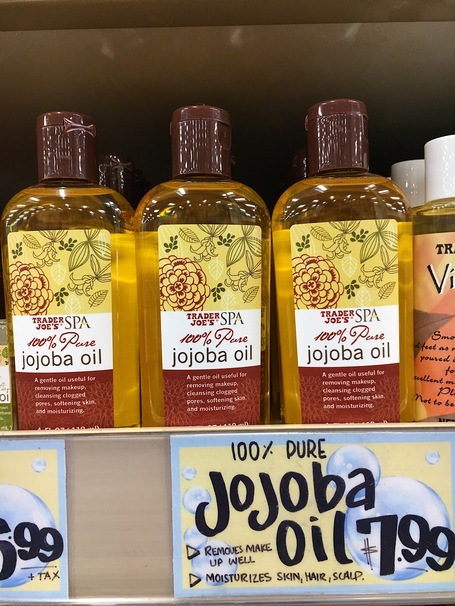 TRADER
JOE'S SPA
100% Pure
jojoba oil
A gentle oil useful for
removing makeup,
cleansing clogged
pores, softening skin,
and moisturizing.
TRADER
JOE'S SPA
100% Pure
jojoba oil
A gentle oil useful for
removing makeup,
cleansing clogged
pores, softening skin,
and moisturizing.
TRADER
JOE'S SPA
100% Pure
jojoba oil
A gentle oil useful for
removing makeup,
cleansing clogged
pores, softening skin,
and moisturizing.
TRA
Vi
.99
+ TAX
100% PURE
Jojoba
Oil $7.99
REMOVES MAKE
UP WELL
MOISTURIZES SKIN, HAIR, SCALP.